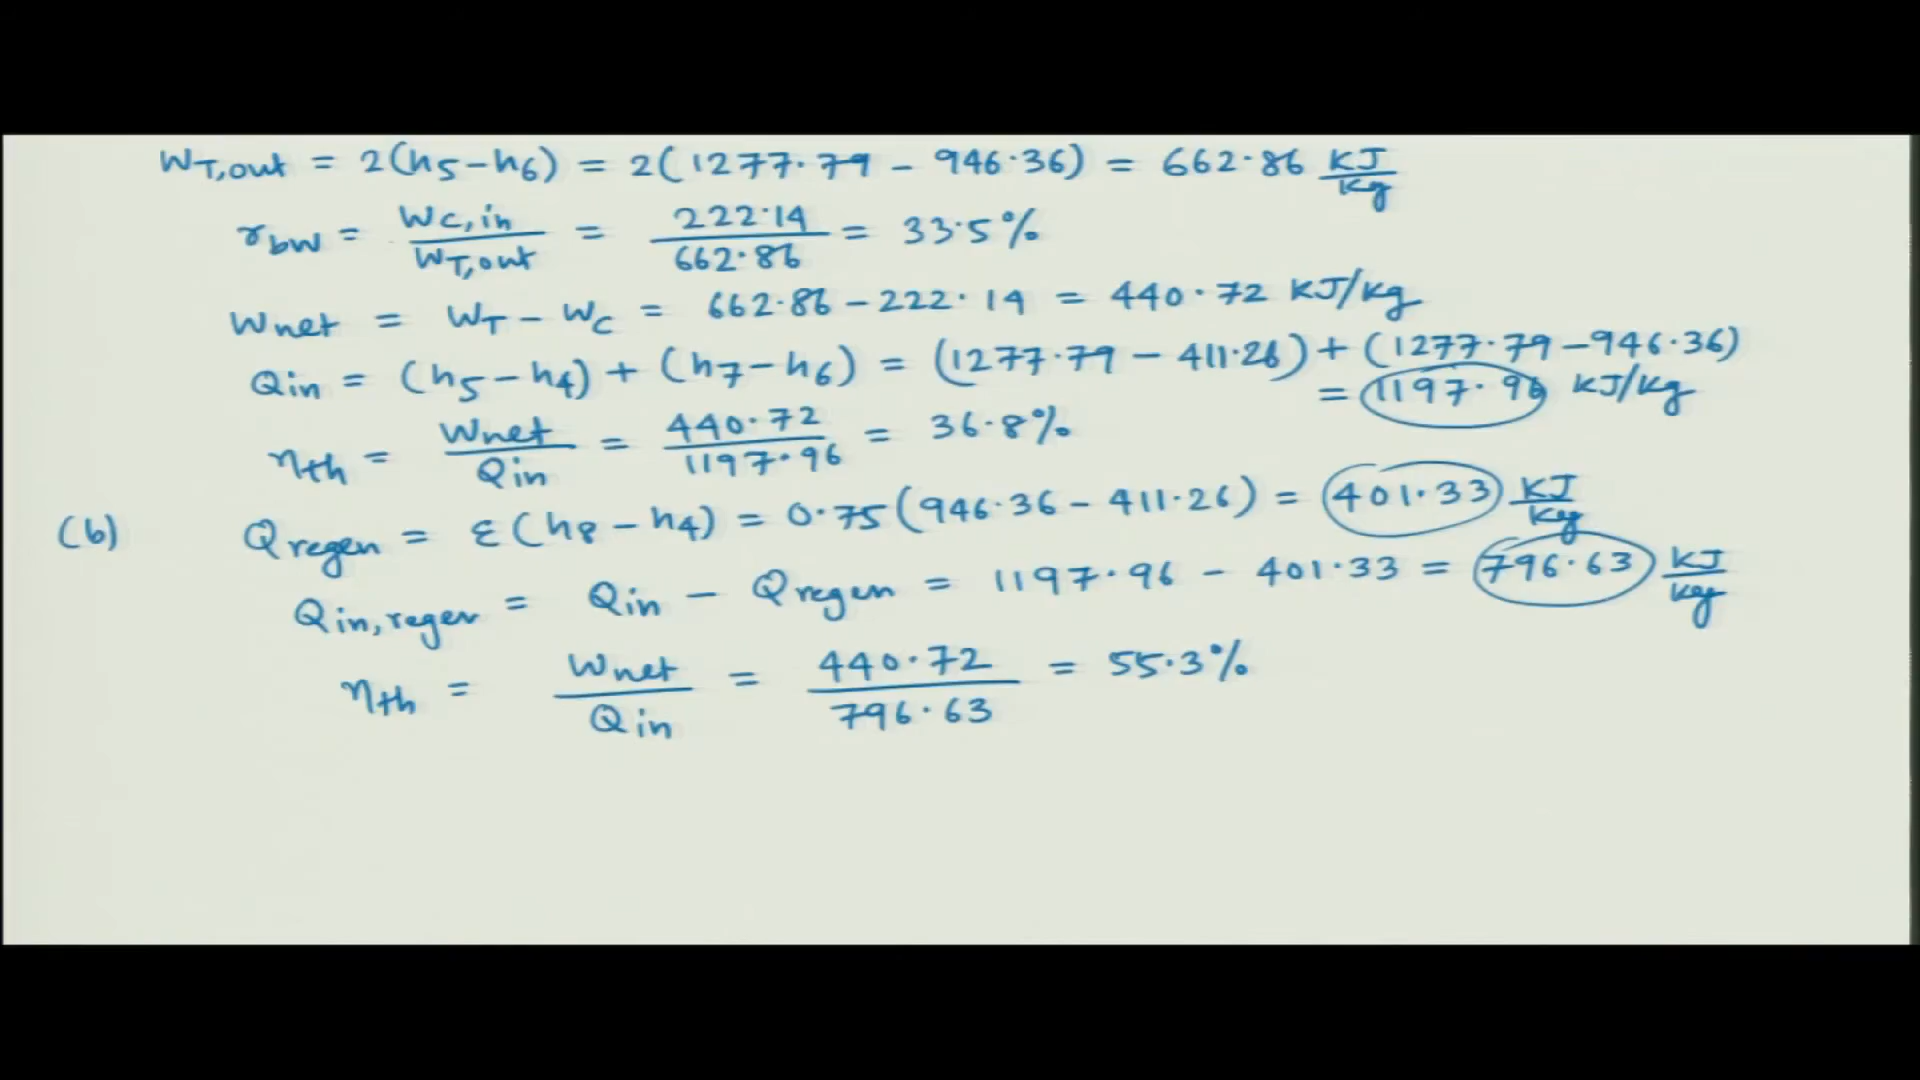 WT,out = 2(h5-h6) = 2(1277.79 - 946.36) = 662.86 KJ/kg
rbw = Wc,in/WT,out = 222.14/662.86 = 33.5%
Wnet = WT - Wc = 662.86 - 222.14 = 440.72 KJ/kg
Qin = (h5-h4) + (h7-h6) = (1277.79 - 411.26) + (1277.79 - 946.36)
= 1197.96 KJ/kg
ηth = Wnet/Qin = 440.72/1197.96 = 36.8%
(b) Qregen = ε(h8-h4) = 0.75(946.36 - 411.26) = 401.33 KJ/kg
Qin,regen = Qin - Qregen = 1197.96 - 401.33 = 796.63 KJ/kg
ηth = Wnet/Qin = 440.72/796.63 = 55.3%